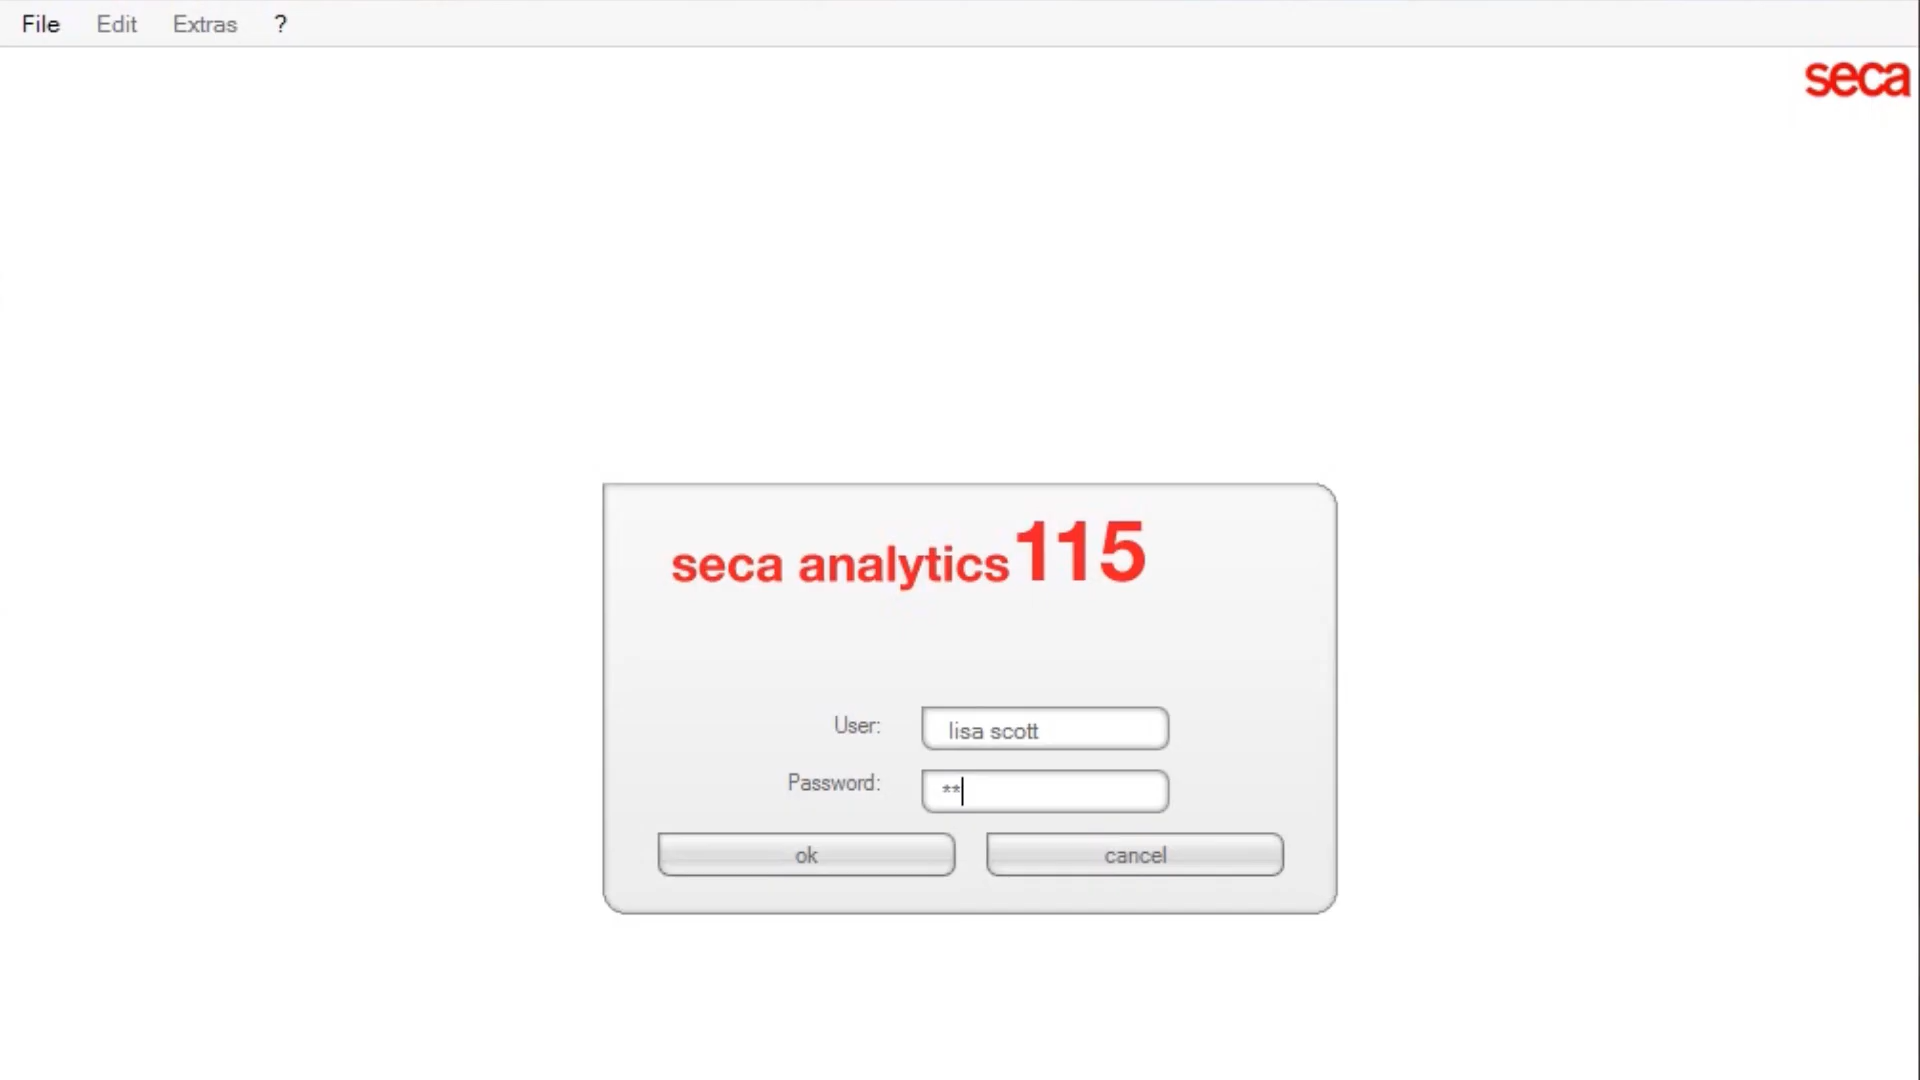 File Edit Extras ?
seca
seca analytics 115
User: lisa scott
Password: **
ok cancel